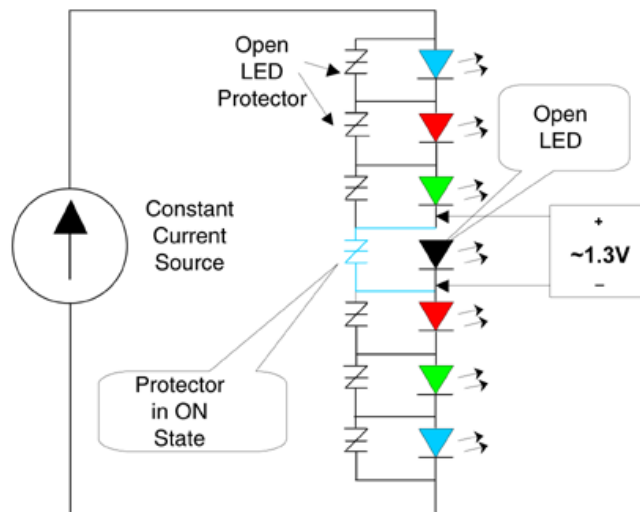 Open
LED
Protector
Open
LED
Constant
Current
Source
+
~1.3V
–
Protector
in ON
State